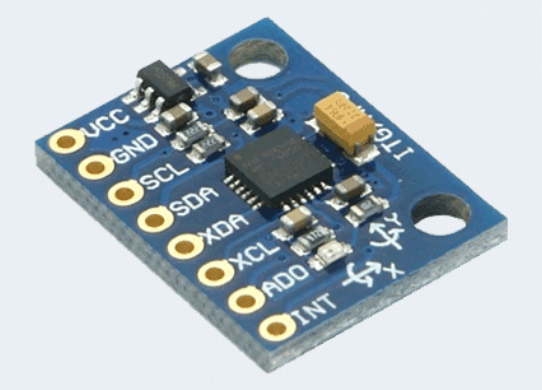 VCC
GND
SCL
SDA
XDA
XCL
ADO
INT
ITG
Y
X